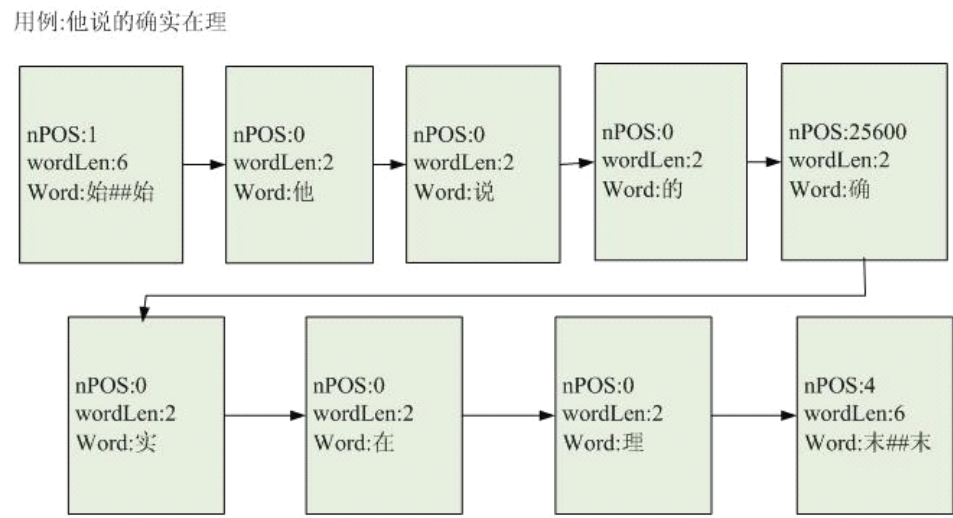 用例:他说的确实在理
nPOS:1
wordLen:6
Word:始##始
nPOS:0
wordLen:2
Word:他
nPOS:0
wordLen:2
Word:说
nPOS:0
wordLen:2
Word:的
nPOS:25600
wordLen:2
Word:确
nPOS:0
wordLen:2
Word:实
nPOS:0
wordLen:2
Word:在
nPOS:0
wordLen:2
Word:理
nPOS:4
wordLen:6
Word:末##末